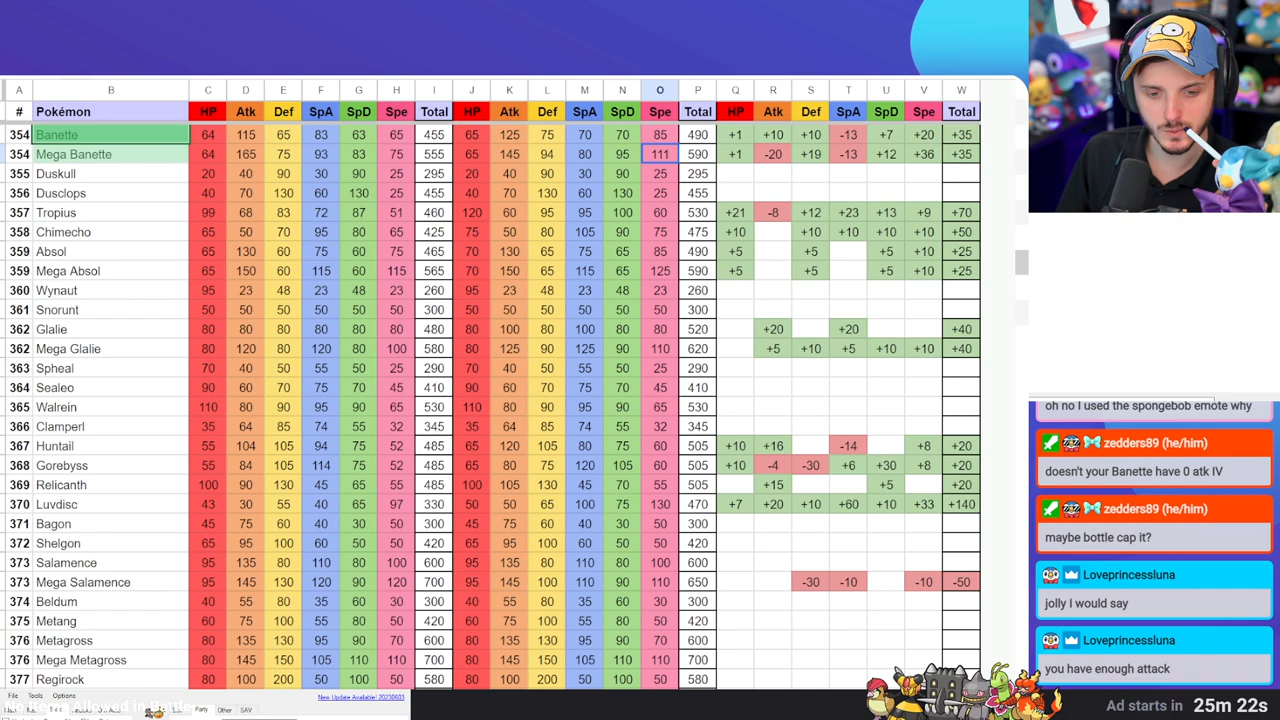 A B C D E F G H I J K L M N O P Q R S T U V W
# Pokémon HP Atk Def SpA SpD Spe Total HP Atk Def SpA SpD Spe Total HP Atk Def SpA SpD Spe Total
354 Banette 64 115 65 83 63 65 455 65 125 75 70 70 85 490 +1 +10 +10 -13 +7 +20 +35
354 Mega Banette 64 165 75 93 83 75 555 65 145 94 80 95 111 590 +1 -20 +19 -13 +12 +36 +35
355 Duskull 20 40 90 30 90 25 295 20 40 90 30 90 25 295
356 Dusclops 40 70 130 60 130 25 455 40 70 130 60 130 25 455
357 Tropius 99 68 83 72 87 51 460 120 60 95 95 100 60 530 +21 -8 +12 +23 +13 +9 +70
358 Chimecho 65 50 70 95 80 65 425 75 50 80 105 90 75 475 +10 +10 +10 +10 +10 +50
359 Absol 65 130 60 75 60 75 465 70 130 65 75 65 85 490 +5 +5 +5 +10 +25
359 Mega Absol 65 150 60 115 60 115 565 70 150 65 115 65 125 590 +5 +5 +5 +10 +25
360 Wynaut 95 23 48 23 48 23 260 95 23 48 23 48 23 260
361 Snorunt 50 50 50 50 50 50 300 50 50 50 50 50 50 300
362 Glalie 80 80 80 80 80 80 480 80 100 80 100 80 80 520 +20 +20 +40
362 Mega Glalie 80 120 80 120 80 100 580 80 125 90 125 90 110 620 +5 +10 +5 +10 +10 +40
363 Spheal 70 40 50 55 50 25 290 70 40 50 55 50 25 290
364 Sealeo 90 60 70 75 70 45 410 90 60 70 75 70 45 410
365 Walrein 110 80 90 95 90 65 530 110 80 90 95 90 65 530
366 Clamperl 35 64 85 74 55 32 345 35 64 85 74 55 32 345
367 Huntail 55 104 105 94 75 52 485 65 120 105 80 75 60 505 +10 +16 -14 +8 +20
368 Gorebyss 55 84 105 114 75 52 485 65 80 75 120 105 60 505 +10 -4 -30 +6 +30 +8 +20
369 Relicanth 100 90 130 45 65 55 485 100 105 130 45 70 55 505 +15 +5 +20
370 Luvdisc 43 30 55 40 65 97 330 50 50 65 100 75 130 470 +7 +20 +10 +60 +10 +33 +140
371 Bagon 45 75 60 40 30 50 300 45 75 60 40 30 50 300
372 Shelgon 65 95 100 60 50 50 420 65 95 100 60 50 50 420
373 Salamence 95 135 80 110 80 100 600 95 135 80 110 80 100 600
373 Mega Salamence 95 145 130 120 90 120 700 95 145 100 110 90 110 650 -30 -10 -10 -50
374 Beldum 40 55 80 35 60 30 300 40 55 80 35 60 30 300
375 Metang 60 75 100 55 80 50 420 60 75 100 55 80 50 420
376 Metagross 80 135 130 95 90 70 600 80 135 130 95 90 70 600
376 Mega Metagross 80 145 150 105 110 110 700 80 145 150 105 110 110 700
377 Regirock 80 100 200 50 100 50 580 80 100 200 50 100 50 580
oh no I used the spongebob emote why
zedders89 (he/him)
doesn't your Banette have 0 atk IV
zedders89 (he/him)
maybe bottle cap it?
Loveprincessluna
jolly I would say
Loveprincessluna
you have enough attack
File Tools Options
New Update Available! 20230603
Party Other SAV
No Items Allowed in Battle
Ad starts in 25m 22s